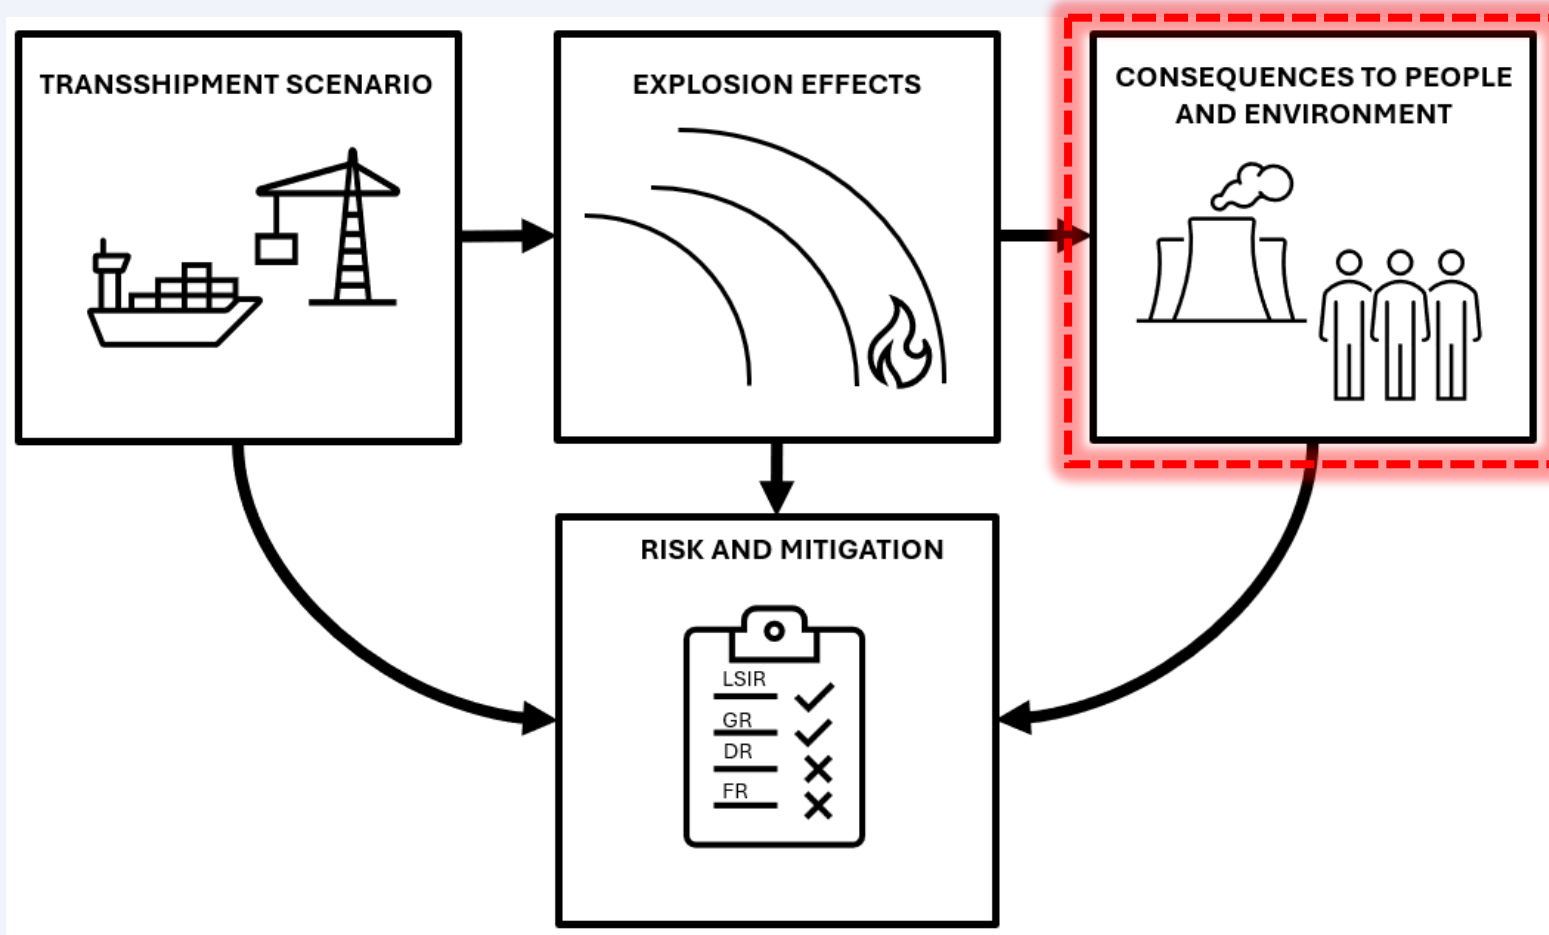 TRANSSHIPMENT SCENARIO
EXPLOSION EFFECTS
CONSEQUENCES TO PEOPLE
AND ENVIRONMENT
RISK AND MITIGATION
LSIR
GR
DR
FR